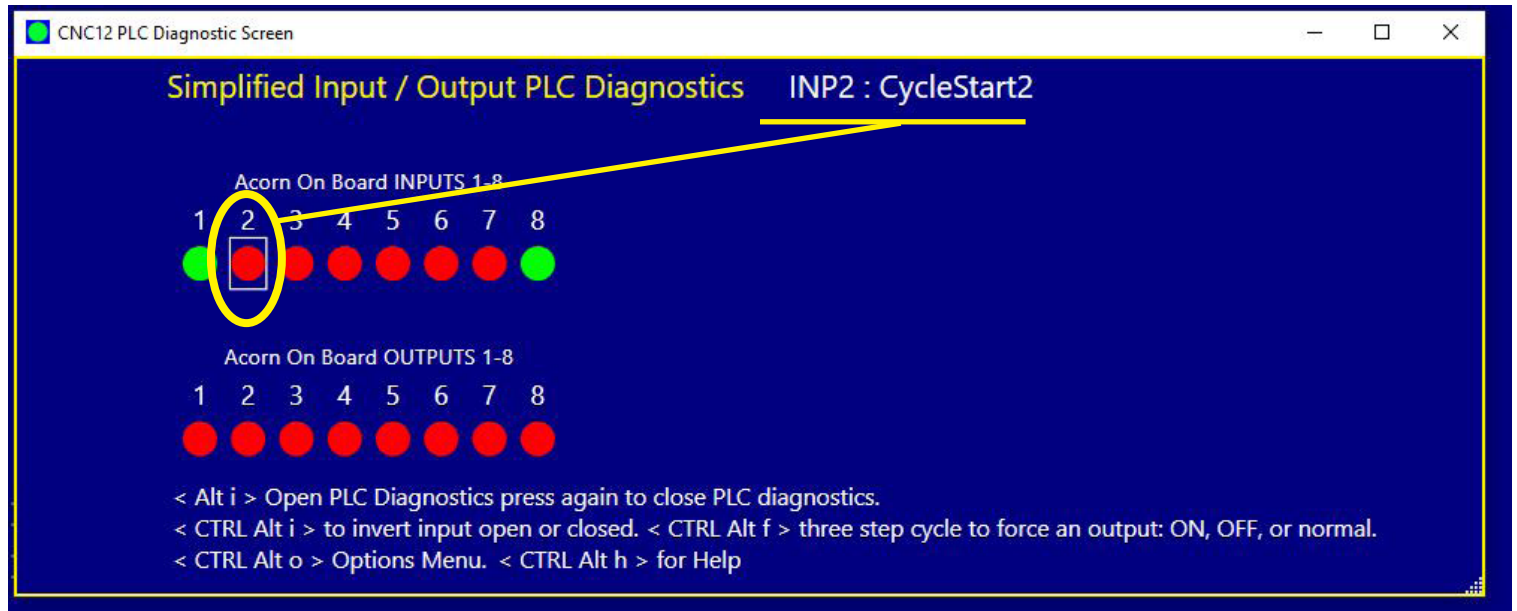 CNC12 PLC Diagnostic Screen
Simplified Input / Output PLC Diagnostics INP2 : CycleStart2
Acorn On Board INPUTS 1-8
1 2 3 4 5 6 7 8
Acorn On Board OUTPUTS 1-8
1 2 3 4 5 6 7 8
< Alt i > Open PLC Diagnostics press again to close PLC diagnostics.
< CTRL Alt i > to invert input open or closed. < CTRL Alt f > three step cycle to force an output: ON, OFF, or normal.
< CTRL Alt o > Options Menu. < CTRL Alt h > for Help